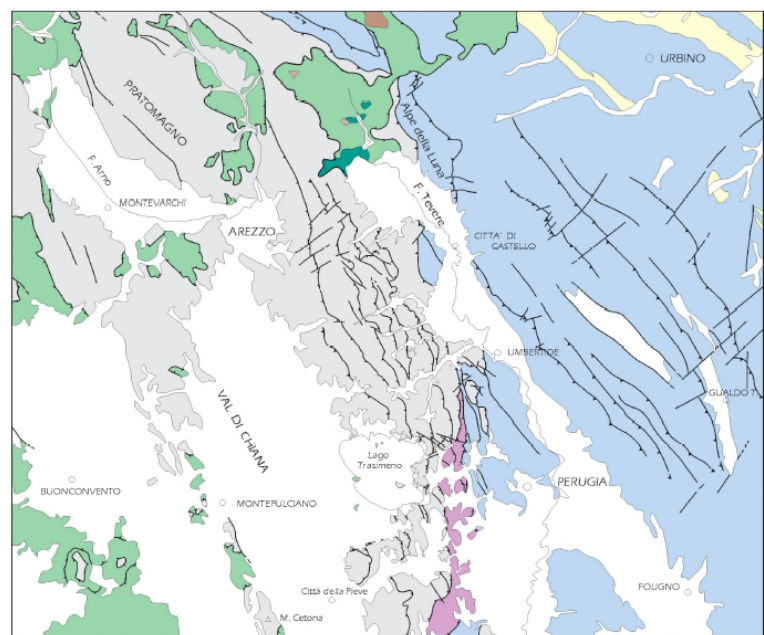 URBINO
PRATOMAGNO
Alpe della Luna
F. Arno
MONTEVARCHI
F. Tevere
AREZZO
CITTA' DI
CASTELLO
UMBERTIDE
GUALDO T.
VAL DI CHIANA
Lago
Trasimeno
BUONCONVENTO
MONTEPULCIANO
PERUGIA
Città della Pieve
FOLIGNO
M. Cetona